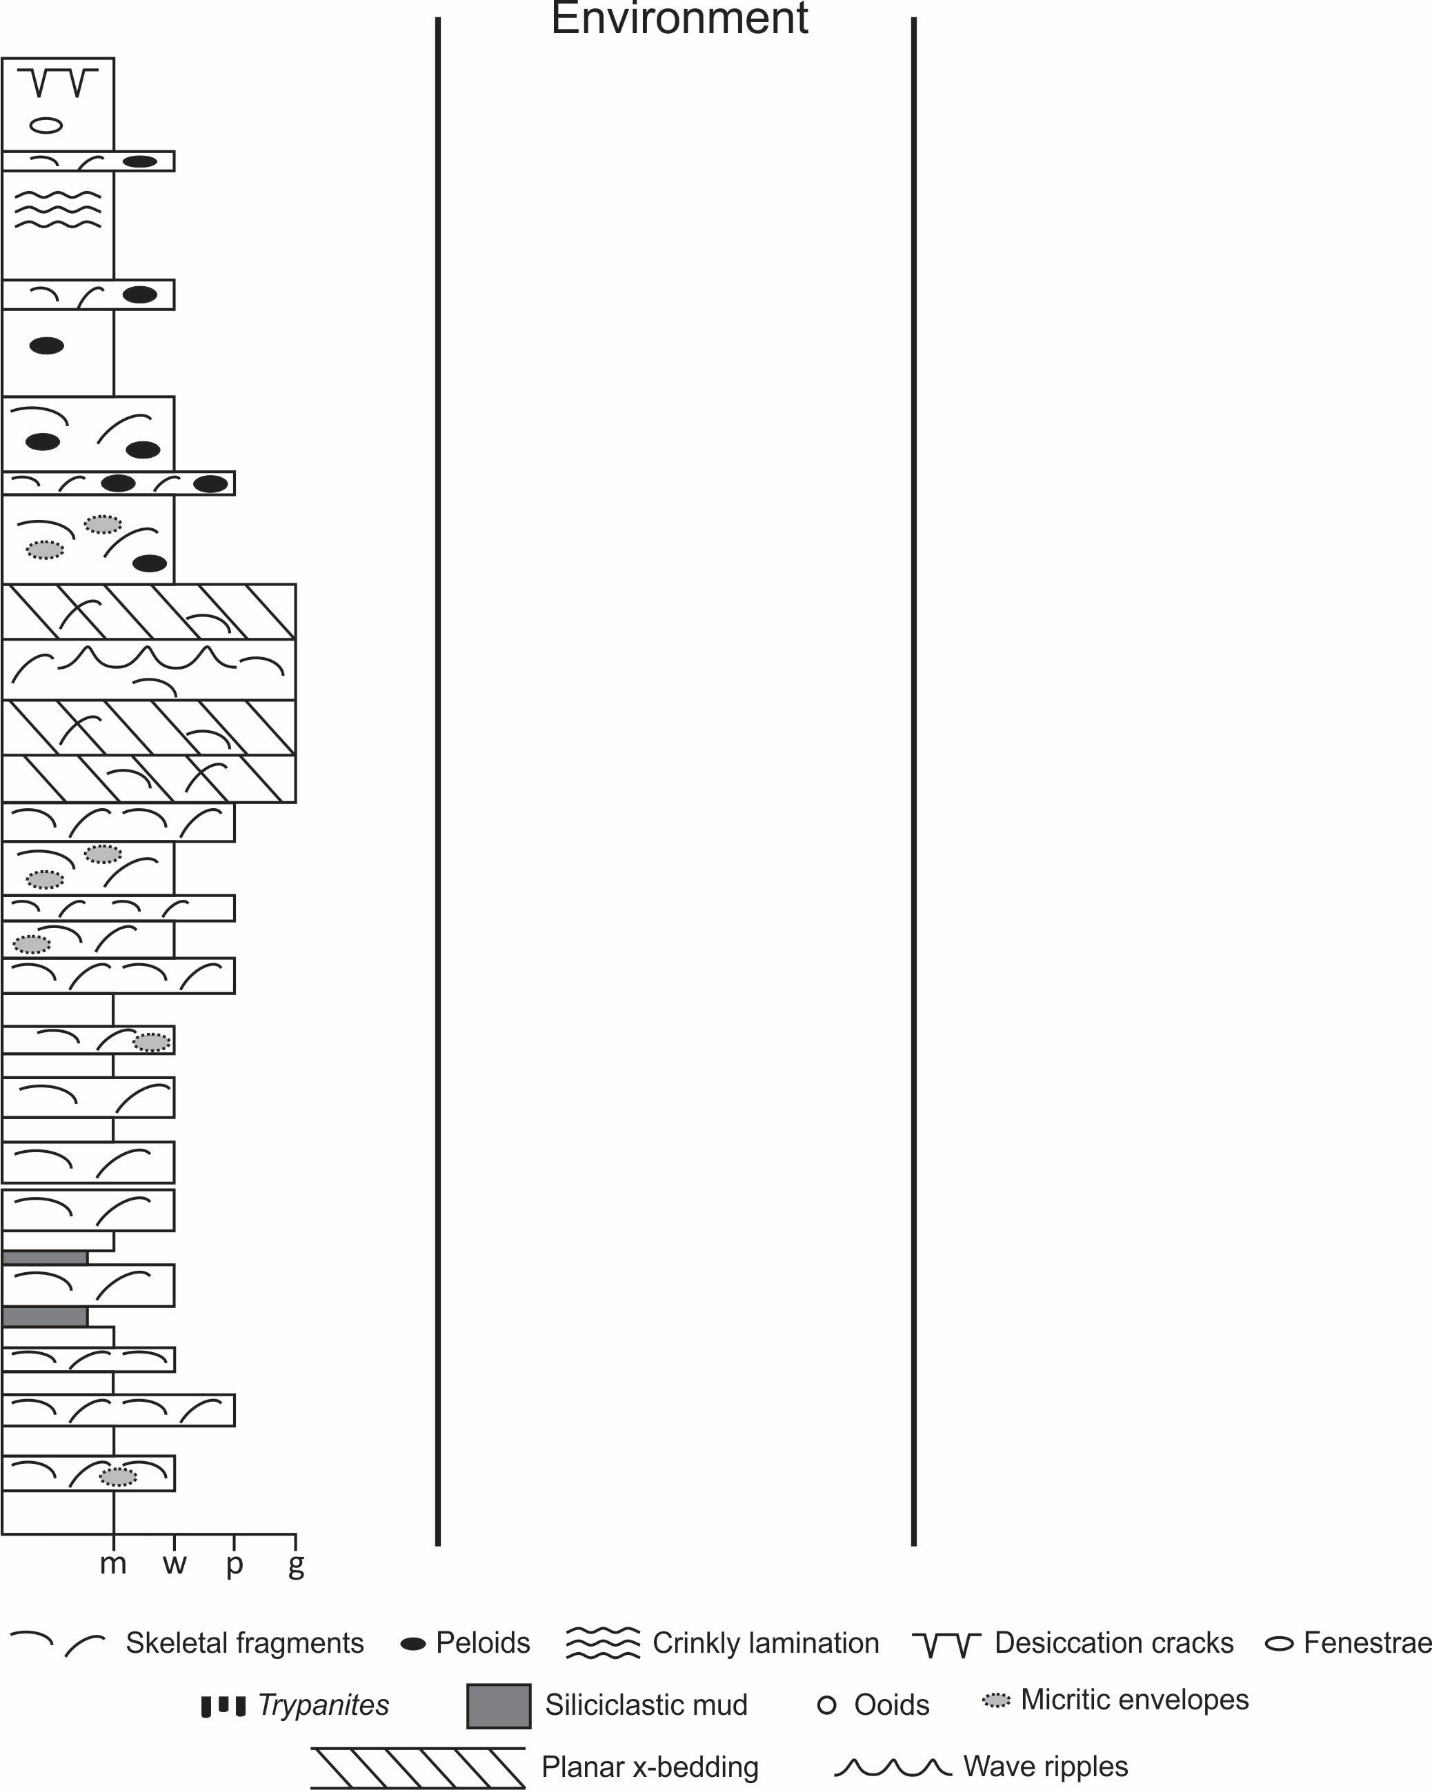 Environment
m w p g
Skeletal fragments Peloids Crinkly lamination Desiccation cracks Fenestrae
Trypanites Siliciclastic mud Ooids Micritic envelopes
Planar x-bedding Wave ripples